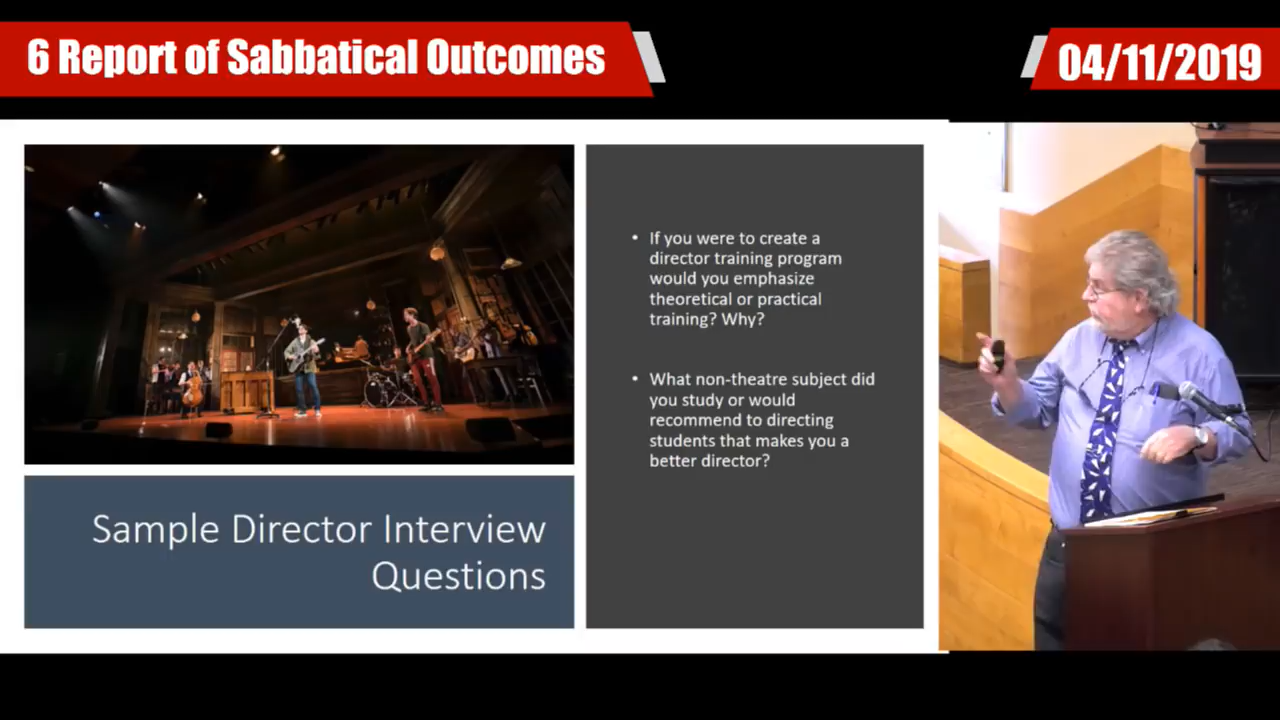 6 Report of Sabbatical Outcomes
04/11/2019
• If you were to create a
director training program
would you emphasize
theoretical or practical
training? Why?
• What non-theatre subject did
you study or would
recommend to directing
students that makes you a
better director?
Sample Director Interview
Questions